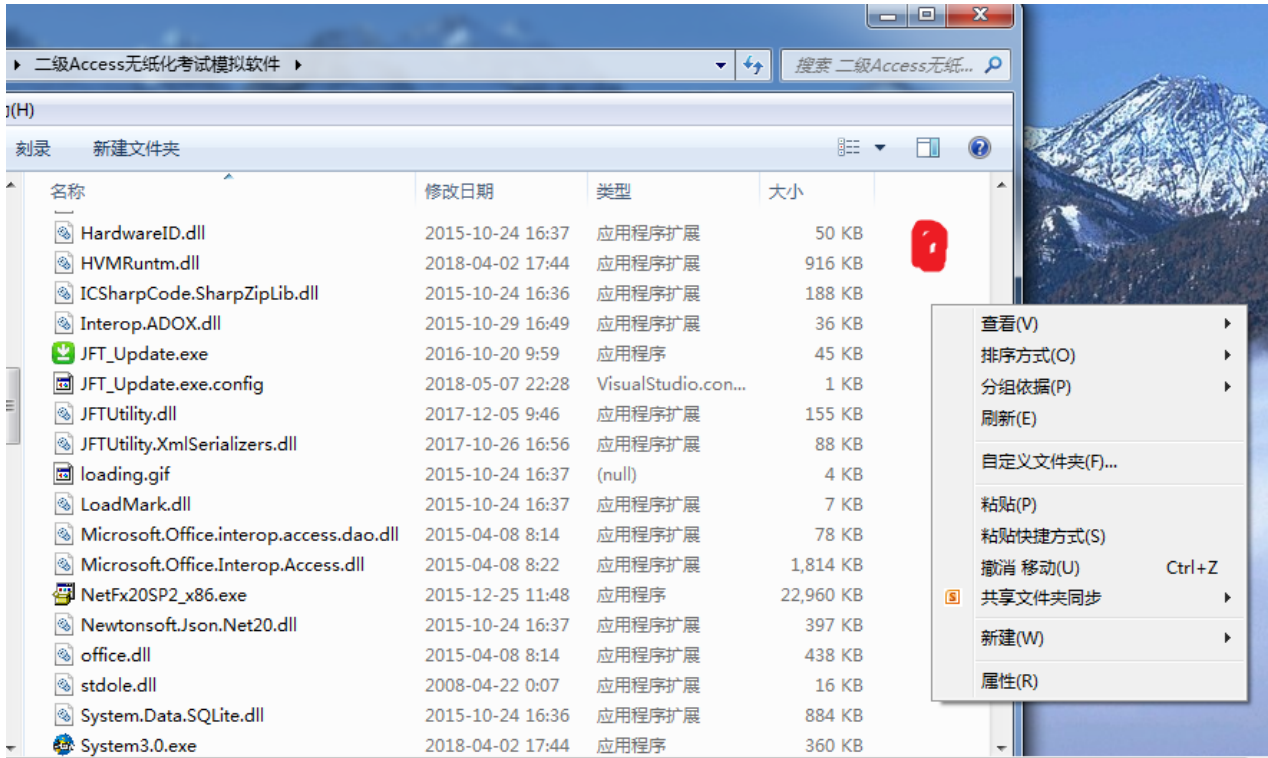 二级Access无纸化考试模拟软件
搜索 二级Access无纸...
(H)
刻录 新建文件夹
名称 修改日期 类型 大小
HardwareID.dll 2015-10-24 16:37 应用程序扩展 50 KB
HVMRuntm.dll 2018-04-02 17:44 应用程序扩展 916 KB
ICSharpCode.SharpZipLib.dll 2015-10-24 16:36 应用程序扩展 188 KB
Interop.ADOX.dll 2015-10-29 16:49 应用程序扩展 36 KB
JFT_Update.exe 2016-10-20 9:59 应用程序 45 KB
JFT_Update.exe.config 2018-05-07 22:28 VisualStudio.con... 1 KB
JFTUtility.dll 2017-12-05 9:46 应用程序扩展 155 KB
JFTUtility.XmlSerializers.dll 2017-10-26 16:56 应用程序扩展 88 KB
loading.gif 2015-10-24 16:37 (null) 4 KB
LoadMark.dll 2015-10-24 16:37 应用程序扩展 7 KB
Microsoft.Office.interop.access.dao.dll 2015-04-08 8:14 应用程序扩展 78 KB
Microsoft.Office.Interop.Access.dll 2015-04-08 8:22 应用程序扩展 1,814 KB
NetFx20SP2_x86.exe 2015-12-25 11:48 应用程序 22,960 KB
Newtonsoft.Json.Net20.dll 2015-10-24 16:37 应用程序扩展 397 KB
office.dll 2015-04-08 8:14 应用程序扩展 438 KB
stdole.dll 2008-04-22 0:07 应用程序扩展 16 KB
System.Data.SQLite.dll 2015-10-24 16:36 应用程序扩展 884 KB
System3.0.exe 2018-04-02 17:44 应用程序 360 KB
查看(V)
排序方式(O)
分组依据(P)
刷新(E)
自定义文件夹(F)...
粘贴(P)
粘贴快捷方式(S)
撤消 移动(U) Ctrl+Z
共享文件夹同步
新建(W)
属性(R)